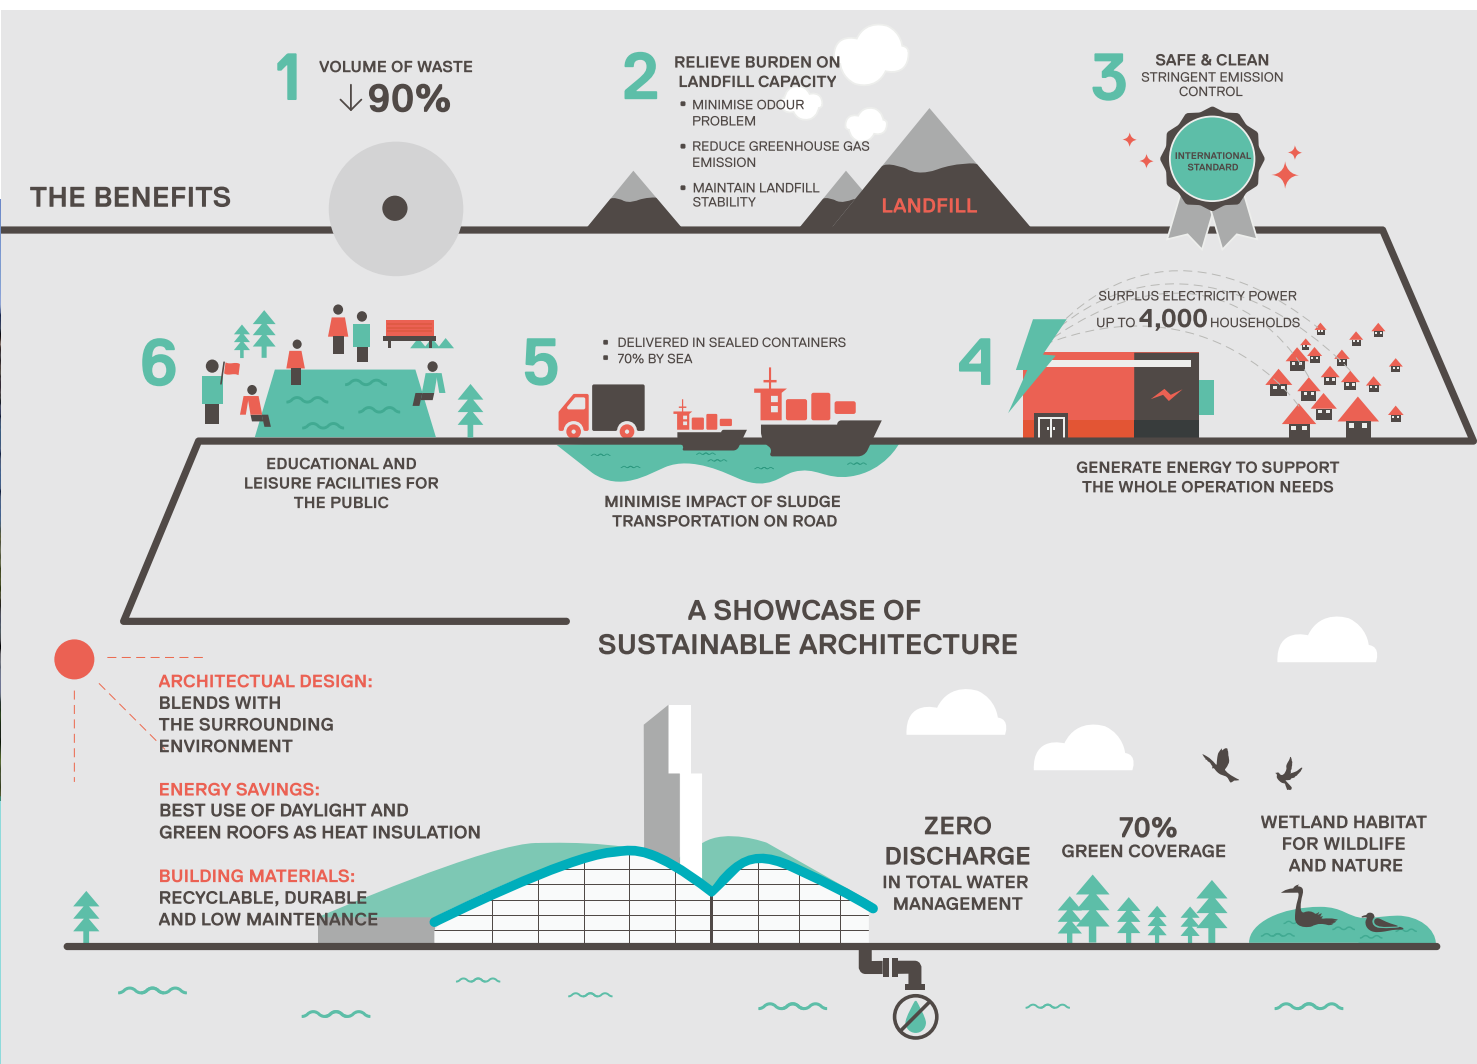 THE BENEFITS
1
VOLUME OF WASTE
↓90%
2
RELIEVE BURDEN ON
LANDFILL CAPACITY
▪ MINIMISE ODOUR
PROBLEM
▪ REDUCE GREENHOUSE GAS
EMISSION
▪ MAINTAIN LANDFILL
STABILITY
LANDFILL
3
SAFE & CLEAN
STRINGENT EMISSION
CONTROL
INTERNATIONAL
STANDARD
4
SURPLUS ELECTRICITY POWER
UP TO 4,000 HOUSEHOLDS
GENERATE ENERGY TO SUPPORT
THE WHOLE OPERATION NEEDS
5
▪ DELIVERED IN SEALED CONTAINERS
▪ 70% BY SEA
MINIMISE IMPACT OF SLUDGE
TRANSPORTATION ON ROAD
6
EDUCATIONAL AND
LEISURE FACILITIES FOR
THE PUBLIC
A SHOWCASE OF
SUSTAINABLE ARCHITECTURE
ARCHITECTUAL DESIGN:
BLENDS WITH
THE SURROUNDING
ENVIRONMENT
ENERGY SAVINGS:
BEST USE OF DAYLIGHT AND
GREEN ROOFS AS HEAT INSULATION
BUILDING MATERIALS:
RECYCLABLE, DURABLE
AND LOW MAINTENANCE
ZERO
DISCHARGE
IN TOTAL WATER
MANAGEMENT
70%
GREEN COVERAGE
WETLAND HABITAT
FOR WILDLIFE
AND NATURE